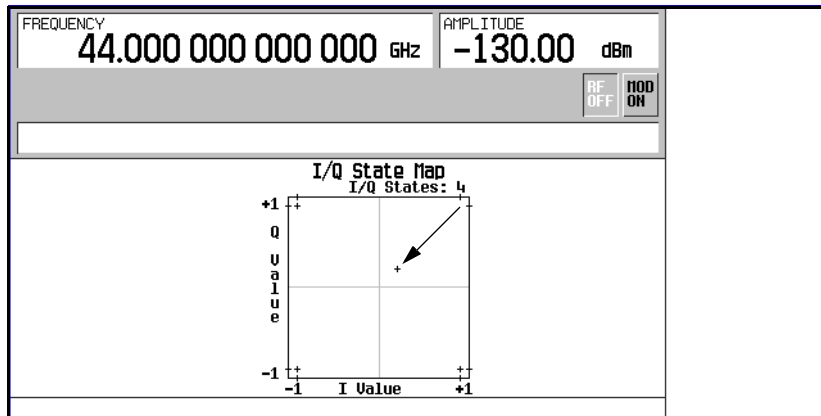 FREQUENCY
44.000 000 000 000 GHz
AMPLITUDE
-130.00 dBm
RF OFF
MOD ON
I/Q State Map
I/Q States: 4
+1
Q Value
-1
-1 I Value +1